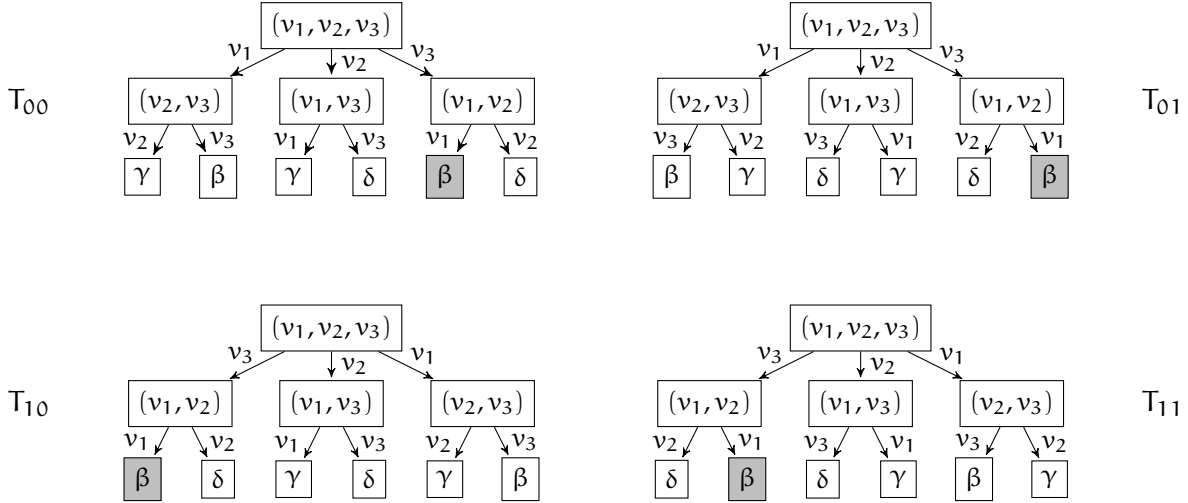 (v₁, v₂, v₃) (v₁, v₂, v₃)
v₁ v₂ v₃ v₁ v₂ v₃
T₀₀ (v₂, v₃) (v₁, v₃) (v₁, v₂) (v₂, v₃) (v₁, v₃) (v₁, v₂) T₀₁
v₂ v₃ v₁ v₃ v₁ v₂ v₃ v₂ v₃ v₁ v₂ v₁
γ β γ δ β δ β γ δ γ δ β
(v₁, v₂, v₃) (v₁, v₂, v₃)
v₃ v₂ v₁ v₃ v₂ v₁
T₁₀ (v₁, v₂) (v₁, v₃) (v₂, v₃) (v₁, v₂) (v₁, v₃) (v₂, v₃) T₁₁
v₁ v₂ v₁ v₃ v₂ v₃ v₂ v₁ v₃ v₁ v₃ v₂
β δ γ δ γ β δ β δ γ β γ